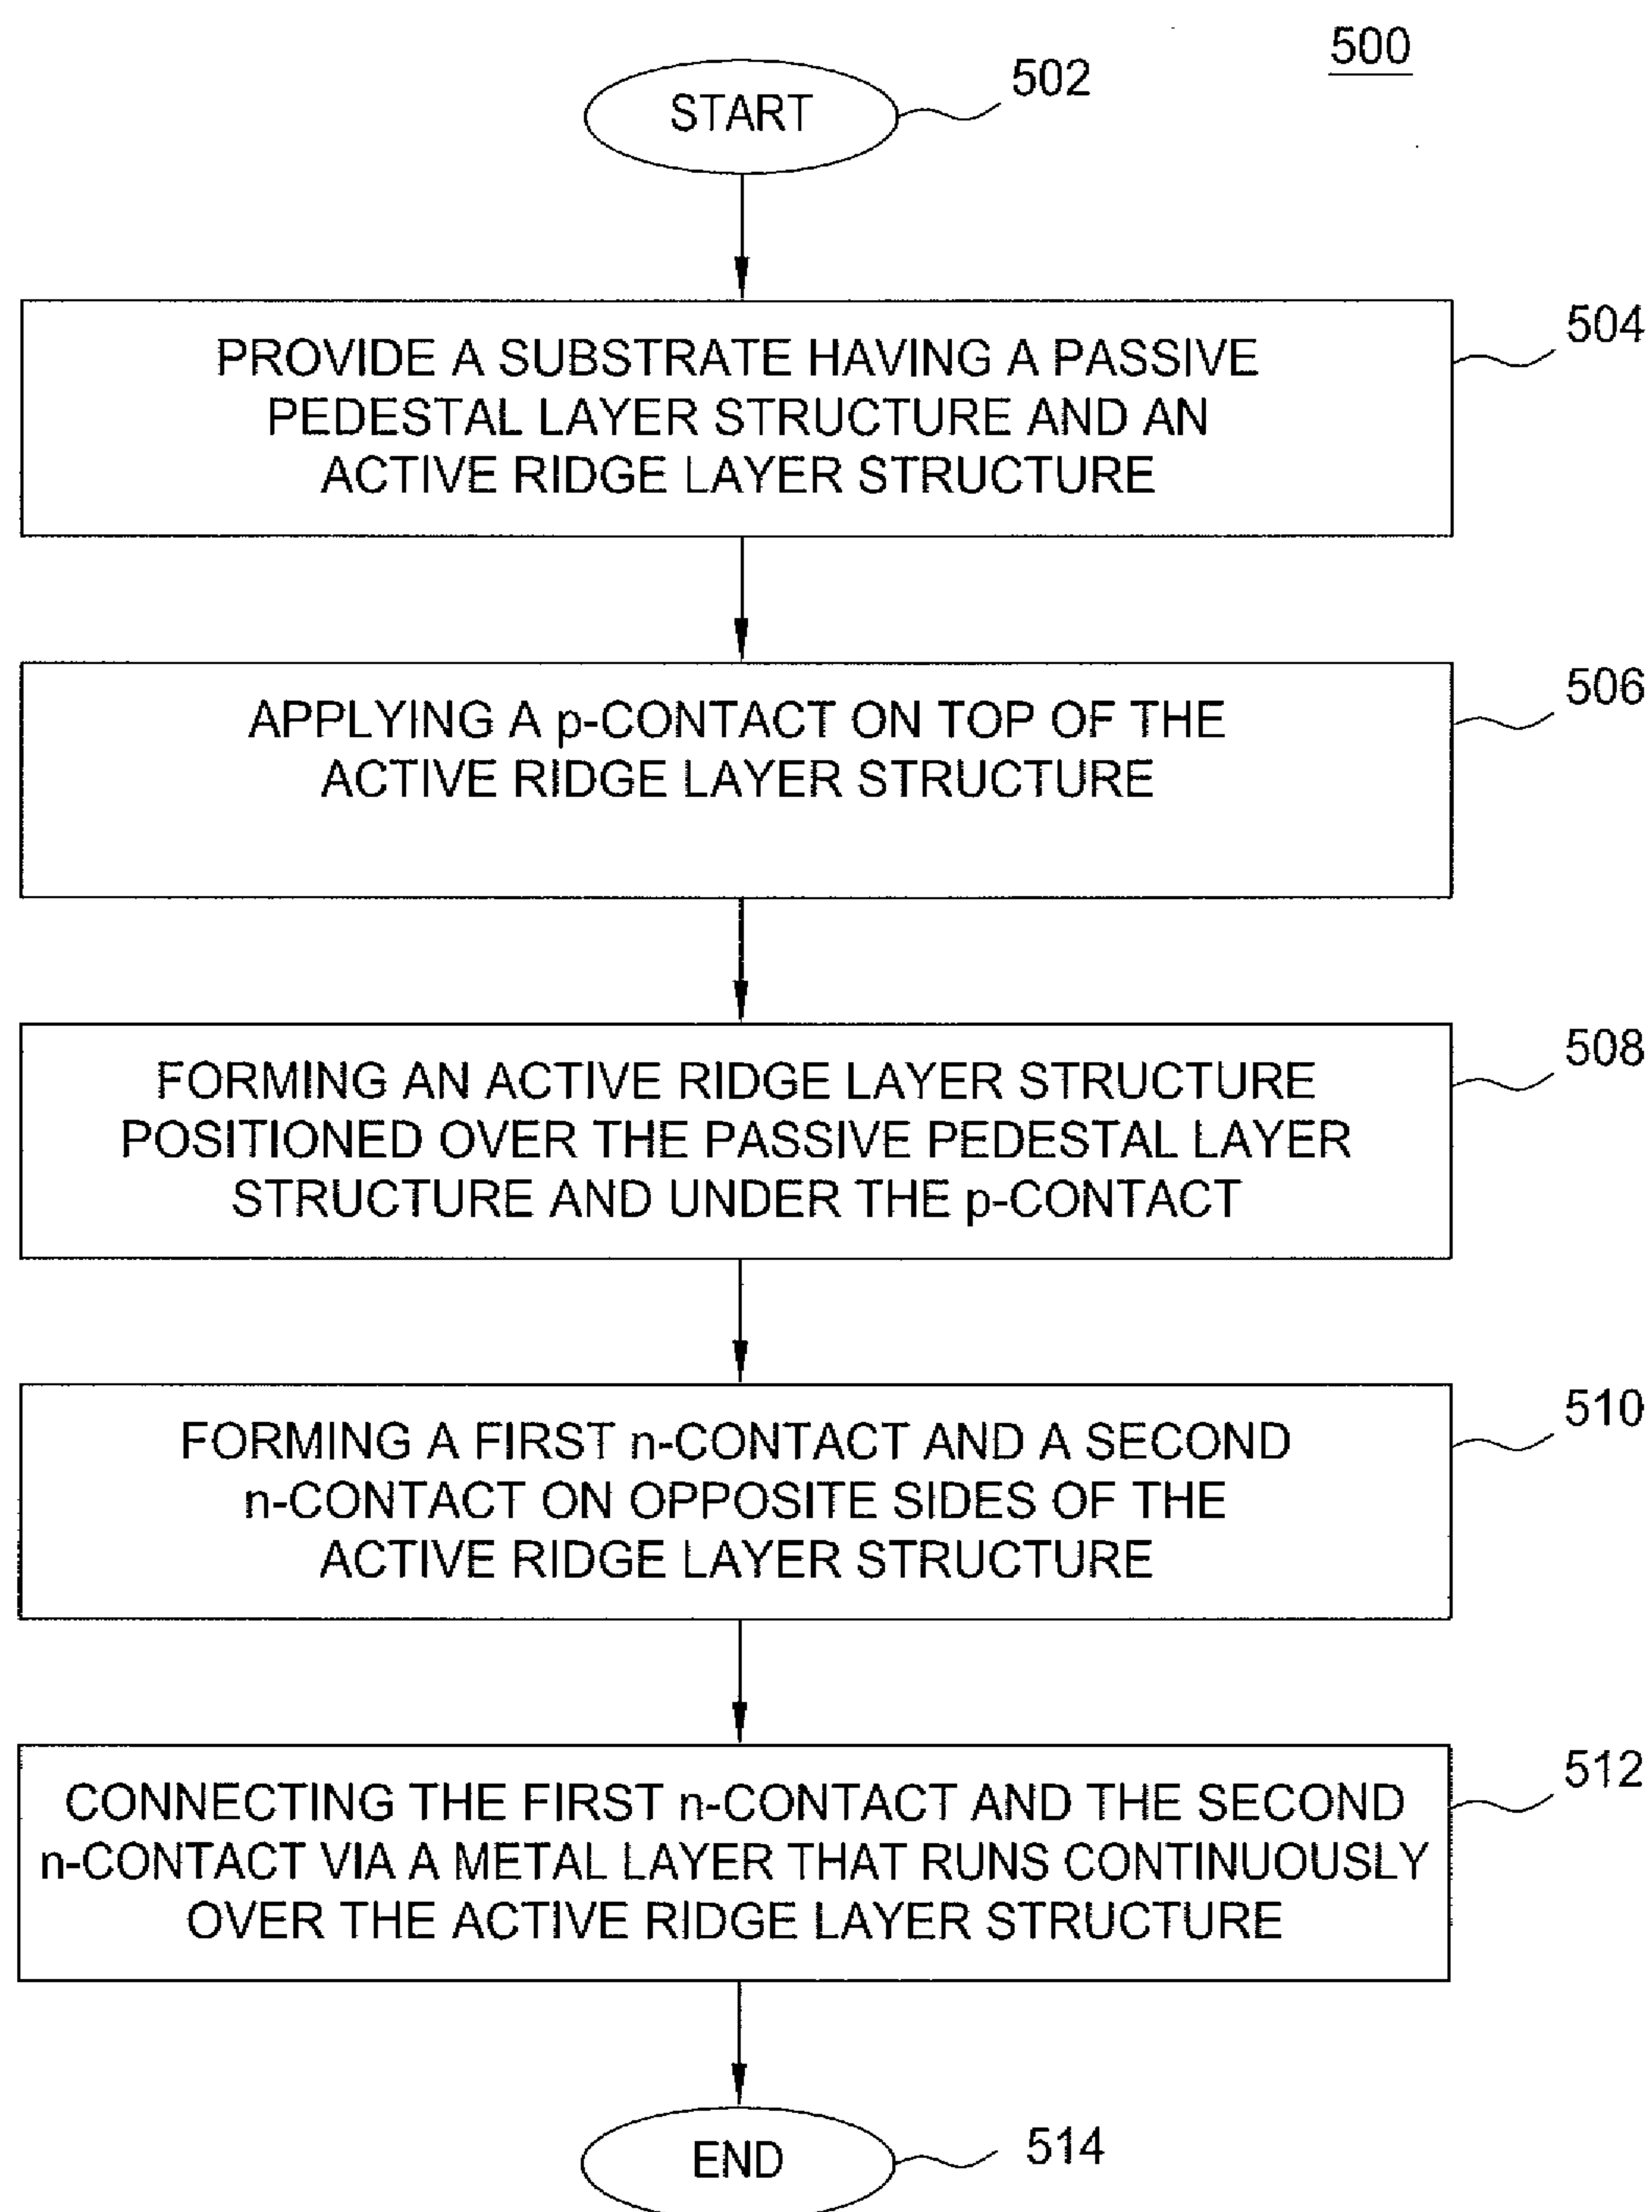 500
START
502
PROVIDE A SUBSTRATE HAVING A PASSIVE
PEDESTAL LAYER STRUCTURE AND AN
ACTIVE RIDGE LAYER STRUCTURE
504
APPLYING A p-CONTACT ON TOP OF THE
ACTIVE RIDGE LAYER STRUCTURE
506
FORMING AN ACTIVE RIDGE LAYER STRUCTURE
POSITIONED OVER THE PASSIVE PEDESTAL LAYER
STRUCTURE AND UNDER THE p-CONTACT
508
FORMING A FIRST n-CONTACT AND A SECOND
n-CONTACT ON OPPOSITE SIDES OF THE
ACTIVE RIDGE LAYER STRUCTURE
510
CONNECTING THE FIRST n-CONTACT AND THE SECOND
n-CONTACT VIA A METAL LAYER THAT RUNS CONTINUOUSLY
OVER THE ACTIVE RIDGE LAYER STRUCTURE
512
END
514